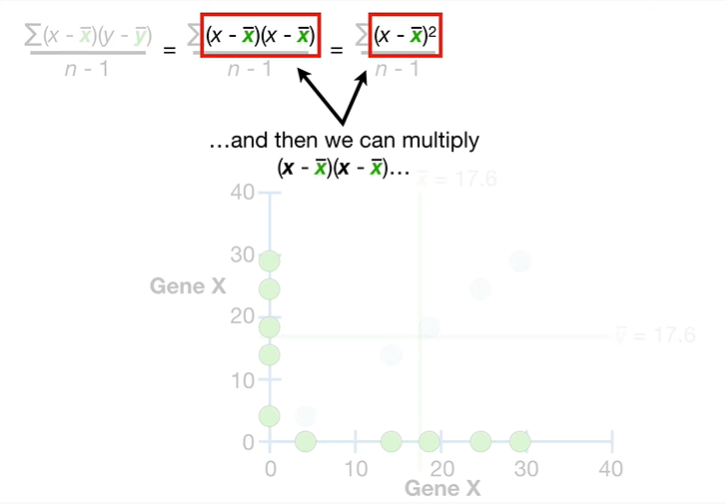 ∑(x - x̄)(y - ȳ) = ∑(x - x̄)(x - x̄) = ∑(x - x̄)²
n - 1 n - 1 n - 1
...and then we can multiply
(x - x̄)(x - x̄)...
x̄ = 17.6
40
30
Gene X
20
ȳ = 17.6
10
0
0 10 20 30 40
Gene X